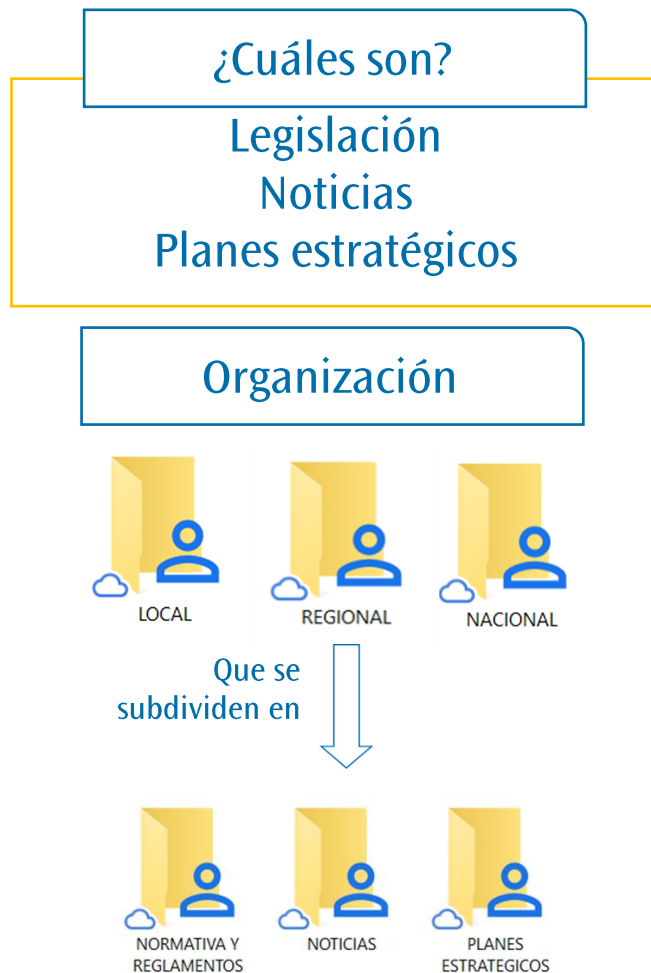 ¿Cuáles son?
Legislación
Noticias
Planes estratégicos
Organización
LOCAL
REGIONAL
NACIONAL
Que se
subdividen en
NORMATIVA Y
REGLAMENTOS
NOTICIAS
PLANES
ESTRATEGICOS